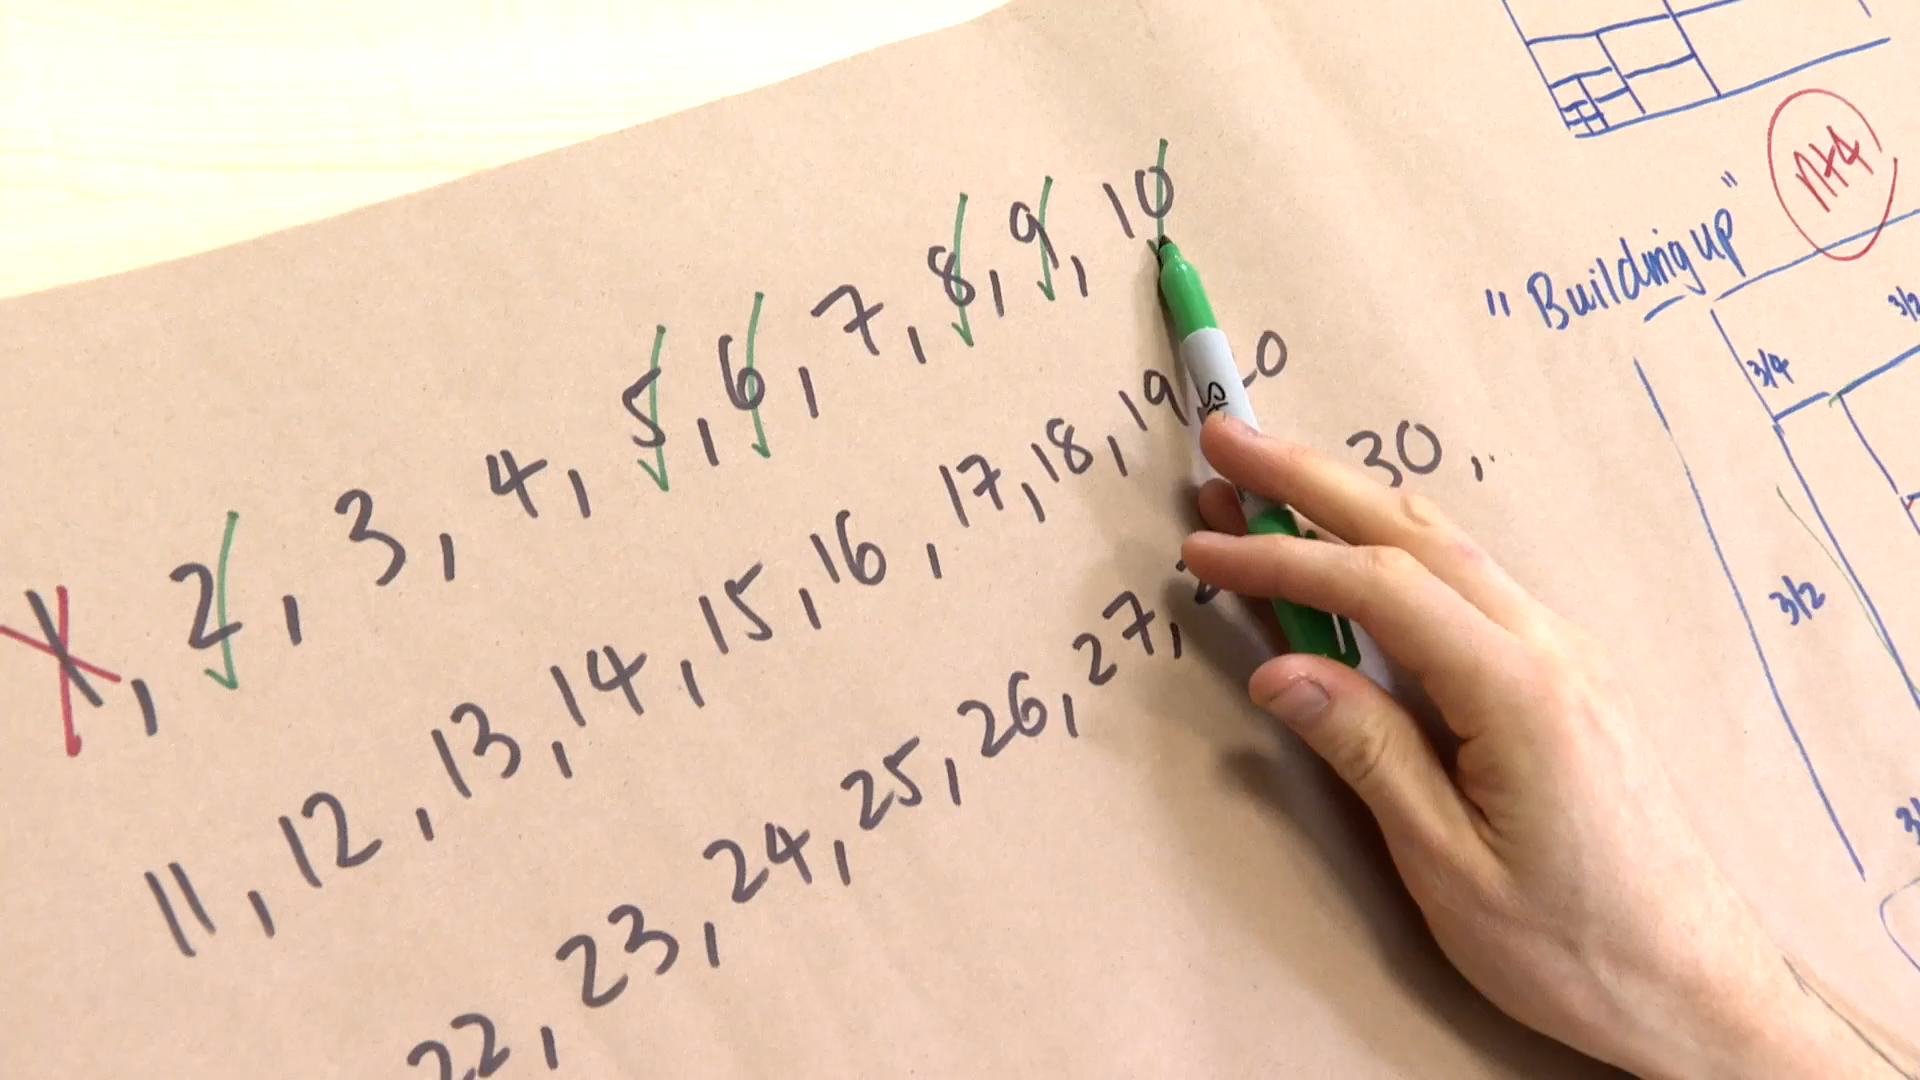 1, 2, 3, 4, 5, 6, 7, 8, 9, 10
11, 12, 13, 14, 15, 16, 17, 18, 19, 20
22, 23, 24, 25, 26, 27, 30, ..
"Building up"
n+4
3/4
3/2